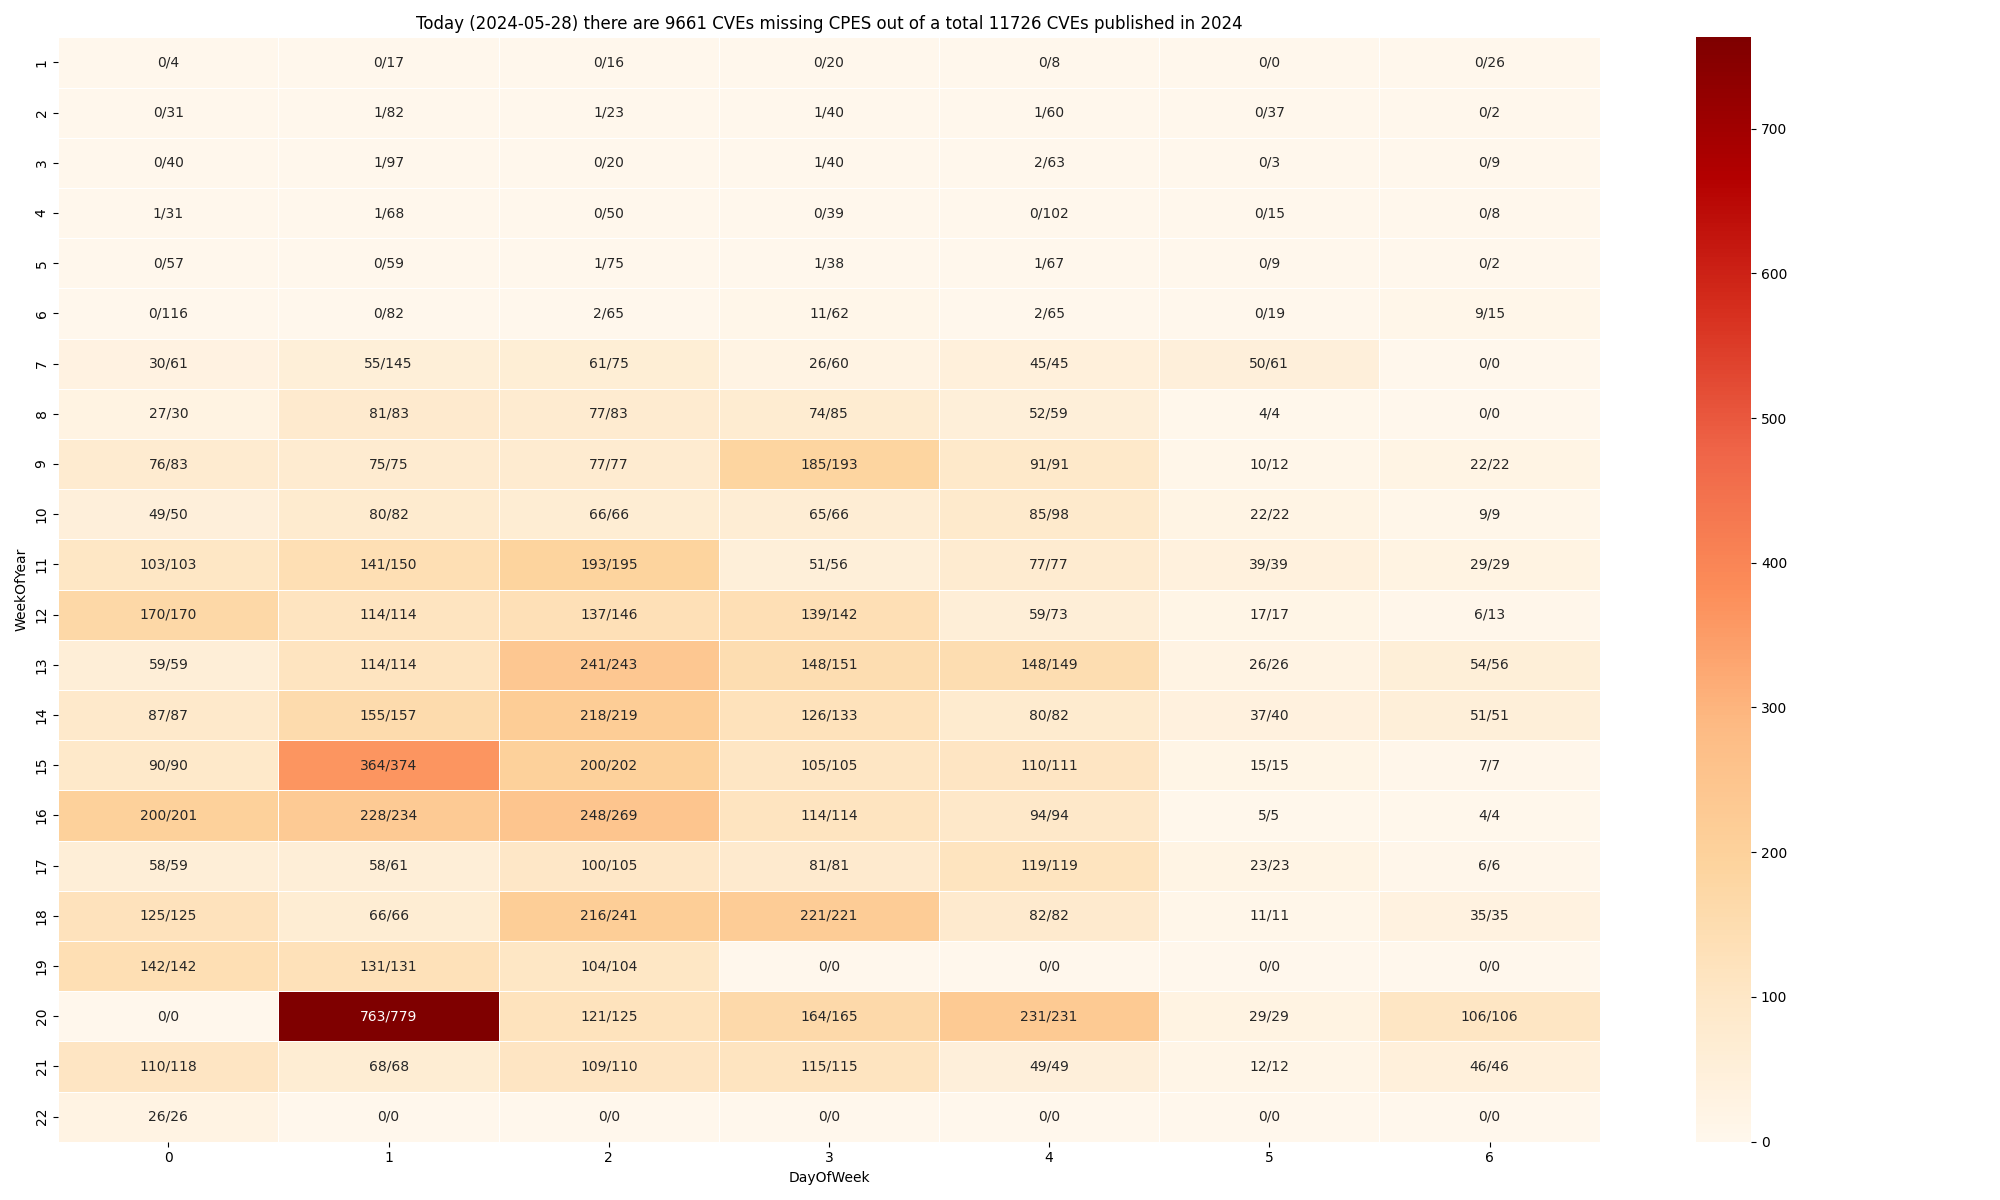 Today (2024-05-28) there are 9661 CVEs missing CPES out of a total 11726 CVEs published in 2024
1 0/4 0/17 0/16 0/20 0/8 0/0 0/26
2 0/31 1/82 1/23 1/40 1/60 0/37 0/2
3 0/40 1/97 0/20 1/40 2/63 0/3 0/9
4 1/31 1/68 0/50 0/39 0/102 0/15 0/8
5 0/57 0/59 1/75 1/38 1/67 0/9 0/2
6 0/116 0/82 2/65 11/62 2/65 0/19 9/15
7 30/61 55/145 61/75 26/60 45/45 50/61 0/0
8 27/30 81/83 77/83 74/85 52/59 4/4 0/0
9 76/83 75/75 77/77 185/193 91/91 10/12 22/22
10 49/50 80/82 66/66 65/66 85/98 22/22 9/9
11 103/103 141/150 193/195 51/56 77/77 39/39 29/29
12 170/170 114/114 137/146 139/142 59/73 17/17 6/13
13 59/59 114/114 241/243 148/151 148/149 26/26 54/56
14 87/87 155/157 218/219 126/133 80/82 37/40 51/51
15 90/90 364/374 200/202 105/105 110/111 15/15 7/7
16 200/201 228/234 248/269 114/114 94/94 5/5 4/4
17 58/59 58/61 100/105 81/81 119/119 23/23 6/6
18 125/125 66/66 216/241 221/221 82/82 11/11 35/35
19 142/142 131/131 104/104 0/0 0/0 0/0 0/0
20 0/0 763/779 121/125 164/165 231/231 29/29 106/106
21 110/118 68/68 109/110 115/115 49/49 12/12 46/46
22 26/26 0/0 0/0 0/0 0/0 0/0 0/0
0 1 2 3 4 5 6
DayOfWeek
WeekOfYear
700
600
500
400
300
200
100
0